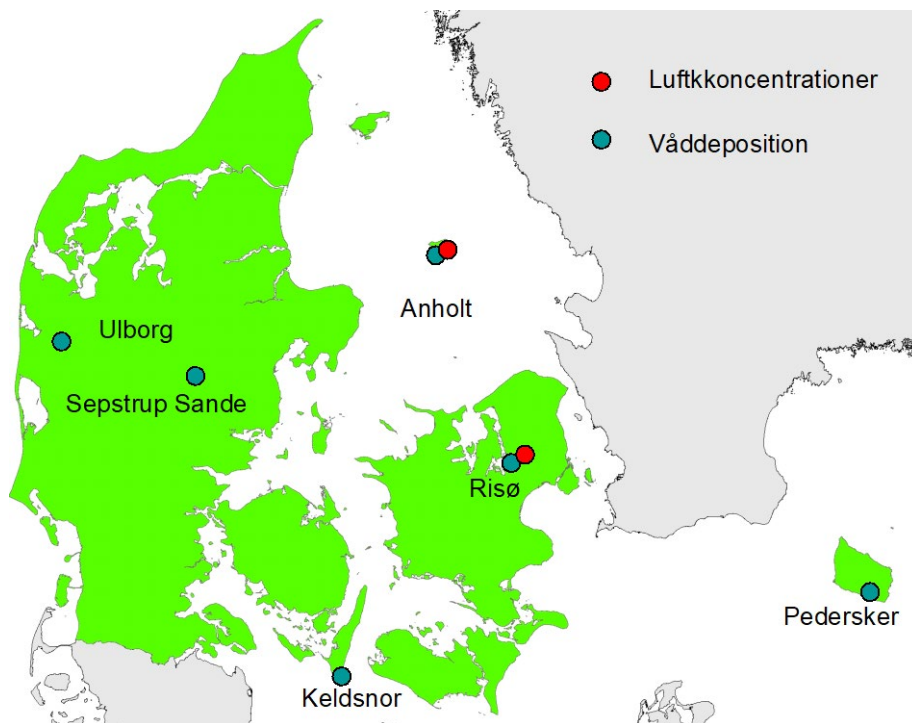 Luftkkoncentrationer
Våddeposition
Anholt
Ulborg
Sepstrup Sande
Risø
Pedersker
Keldsnor